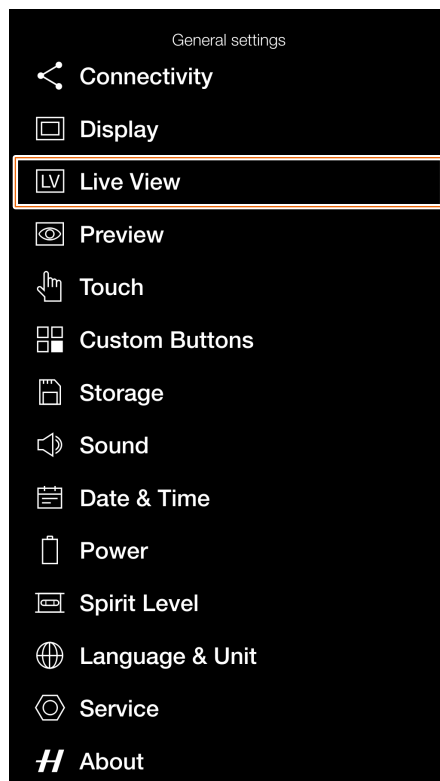 General settings
Connectivity
Display
LV Live View
Preview
Touch
Custom Buttons
Storage
Sound
Date & Time
Power
Spirit Level
Language & Unit
Service
H About